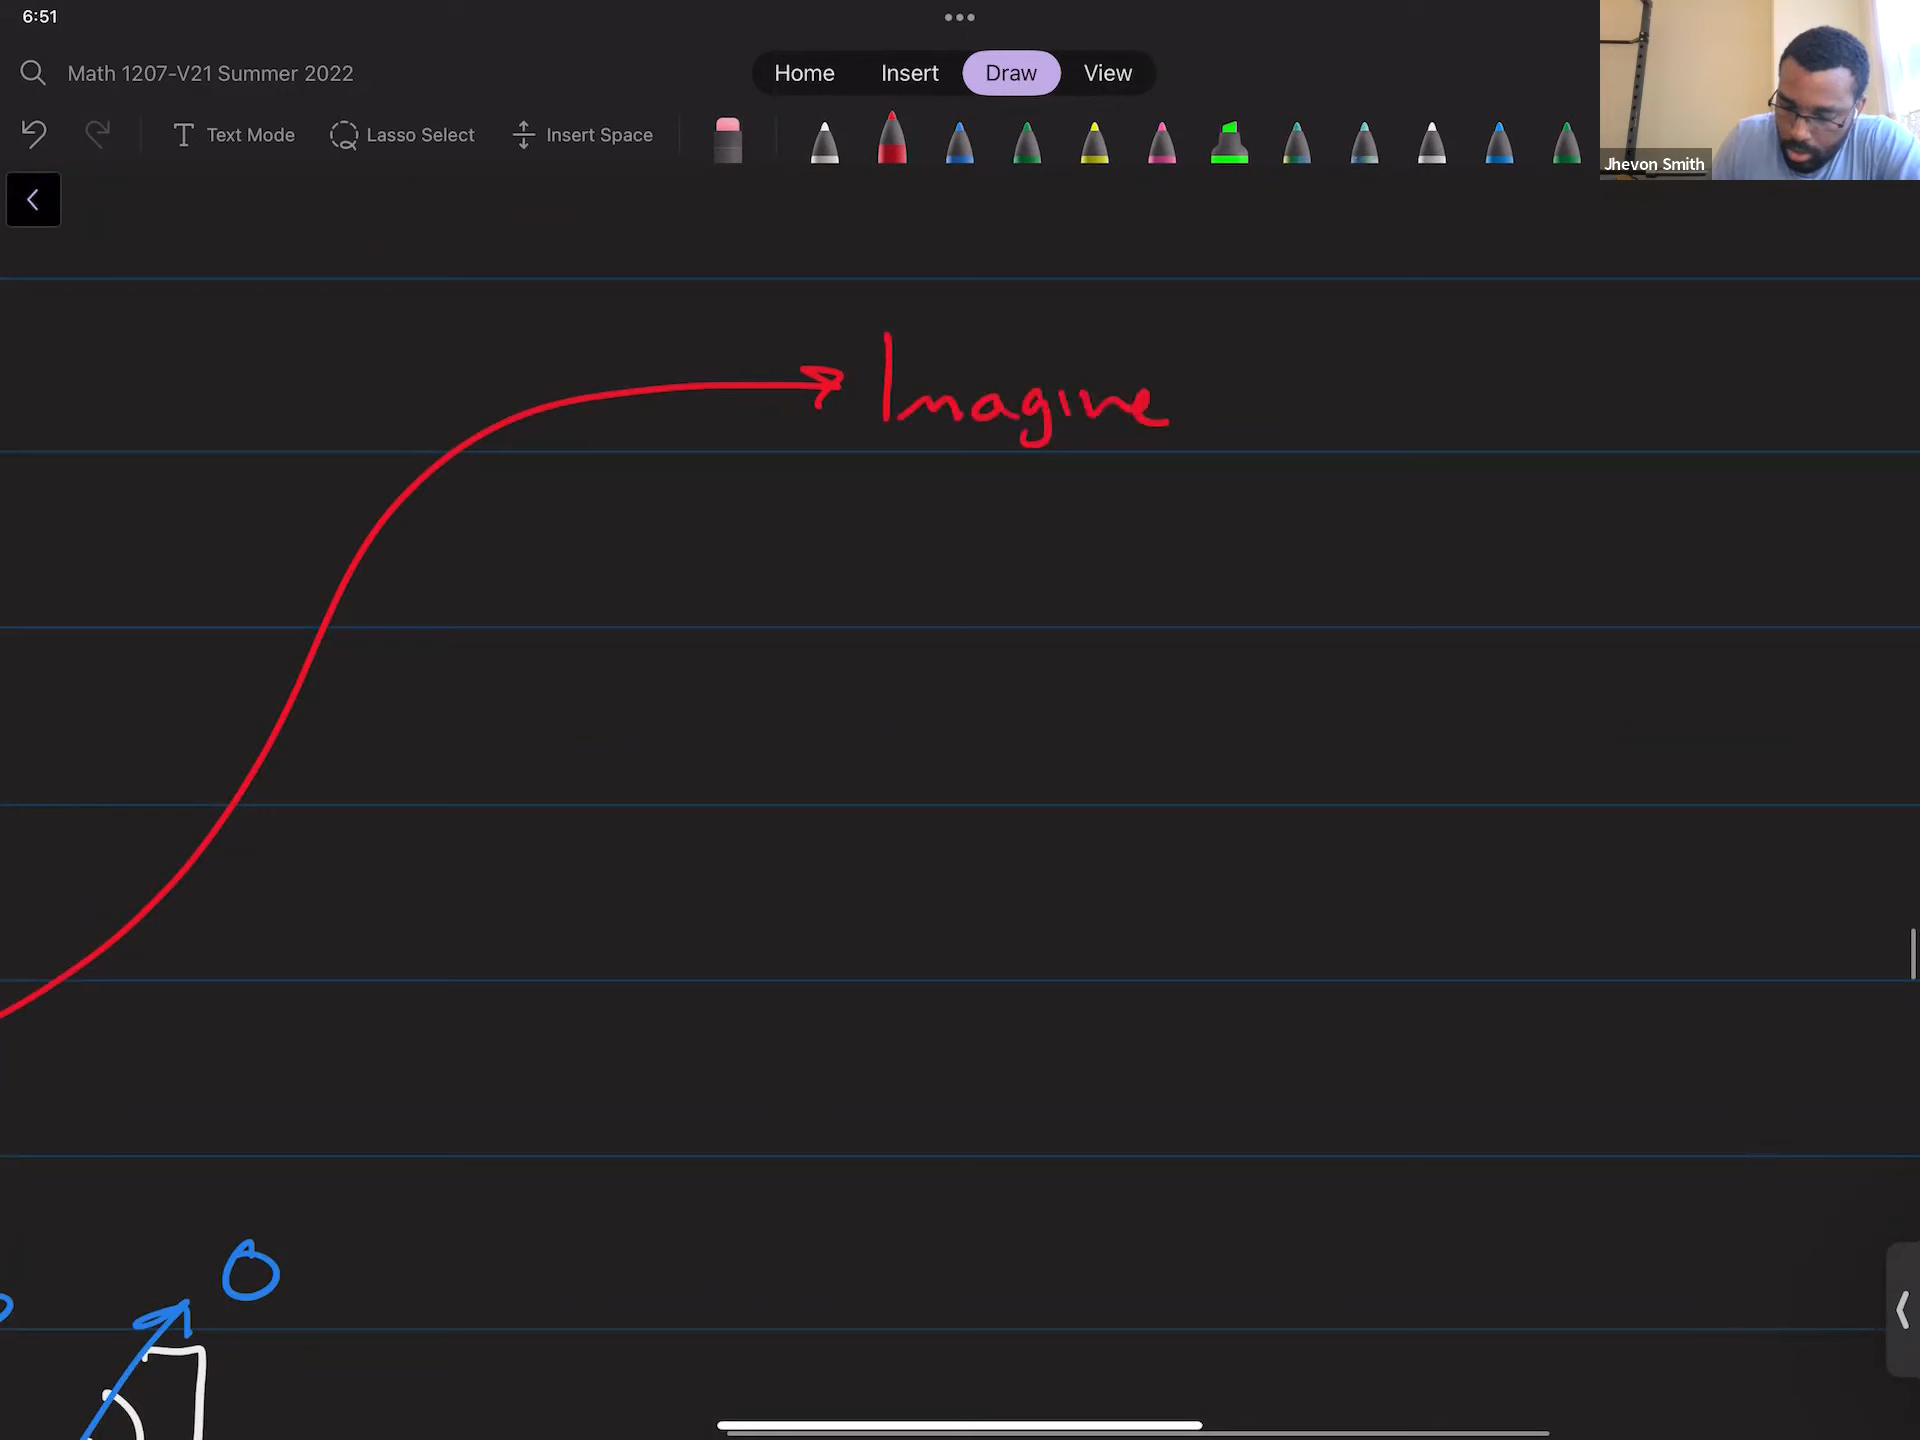 6:51
Math 1207-V21 Summer 2022
Home Insert Draw View
Text Mode Lasso Select Insert Space
Jhevon Smith
Imagine
0